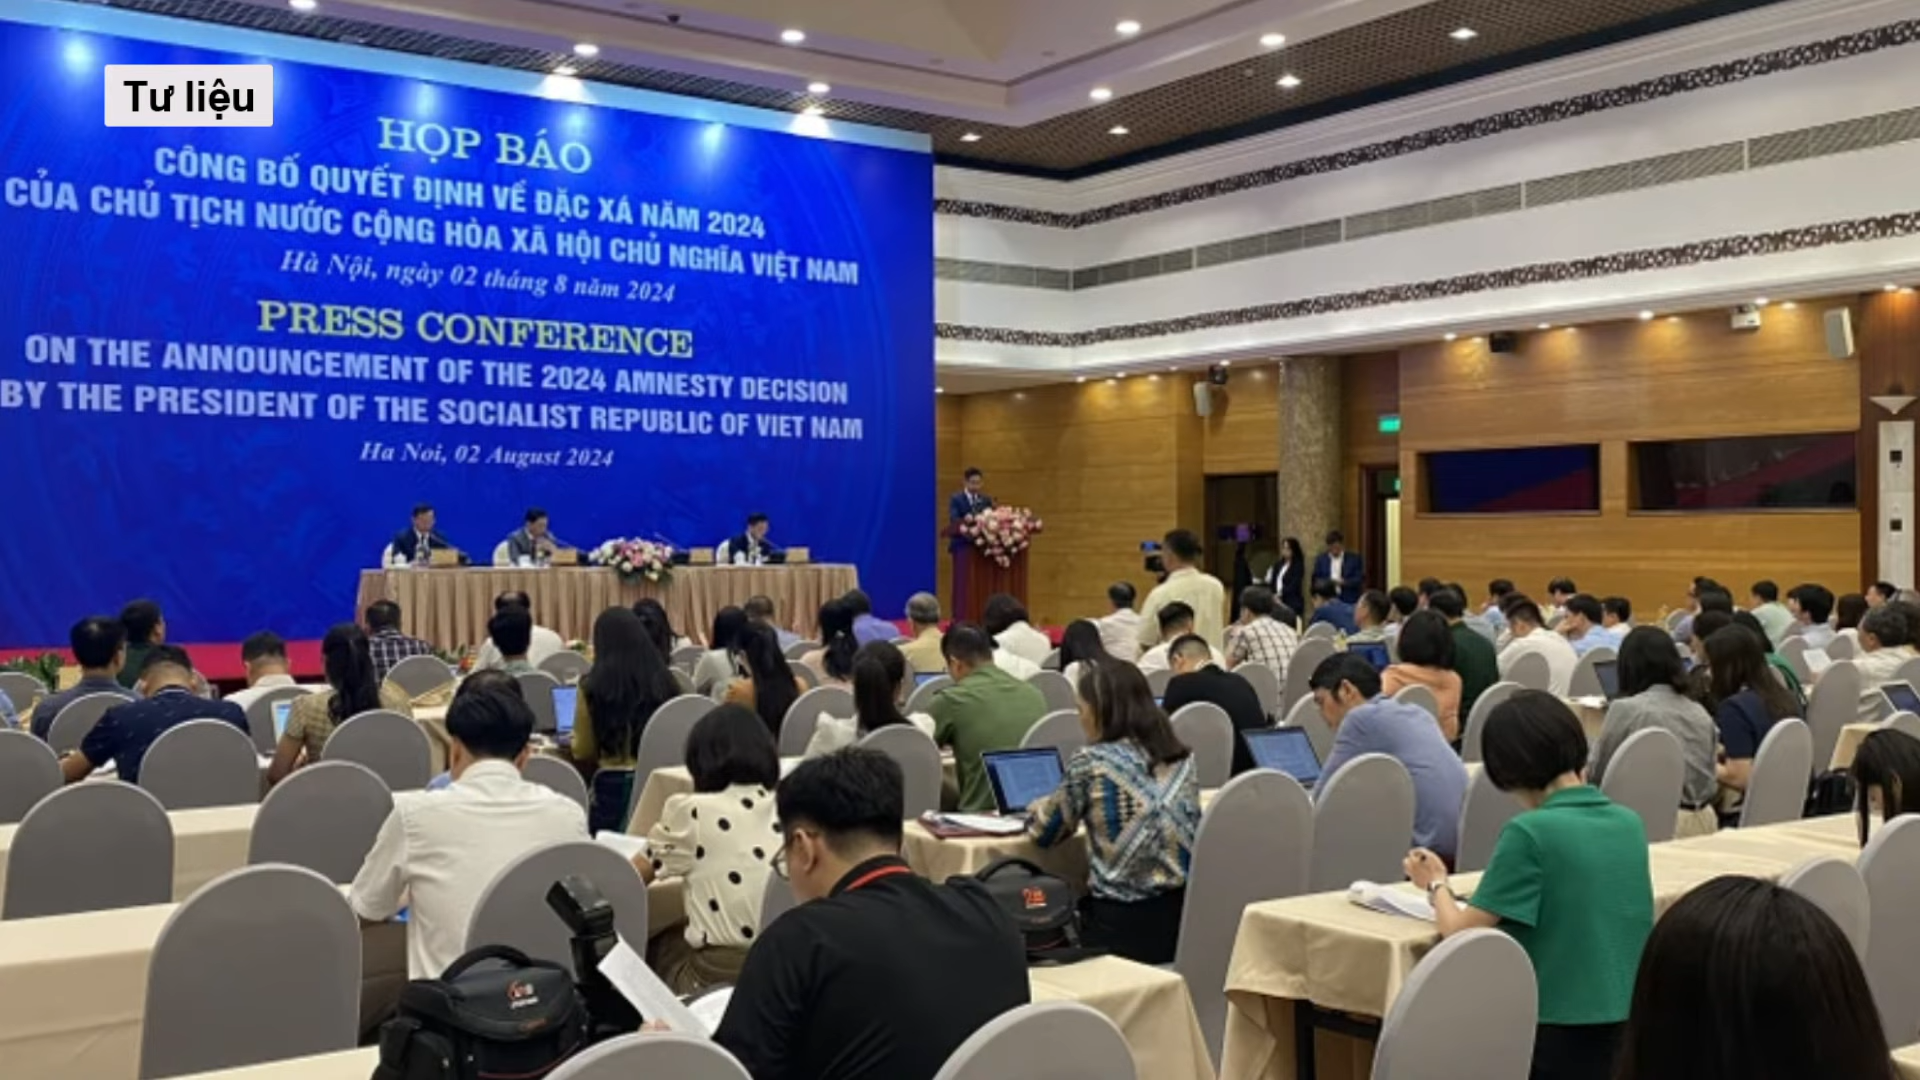 Tư liệu
HỌP BÁO
CÔNG BỐ QUYẾT ĐỊNH VỀ ĐẶC XÁ NĂM 2024
CỦA CHỦ TỊCH NƯỚC CỘNG HÒA XÃ HỘI CHỦ NGHĨA VIỆT NAM
Hà Nội, ngày 02 tháng 8 năm 2024
PRESS CONFERENCE
ON THE ANNOUNCEMENT OF THE 2024 AMNESTY DECISION
BY THE PRESIDENT OF THE SOCIALIST REPUBLIC OF VIET NAM
Ha Noi, 02 August 2024